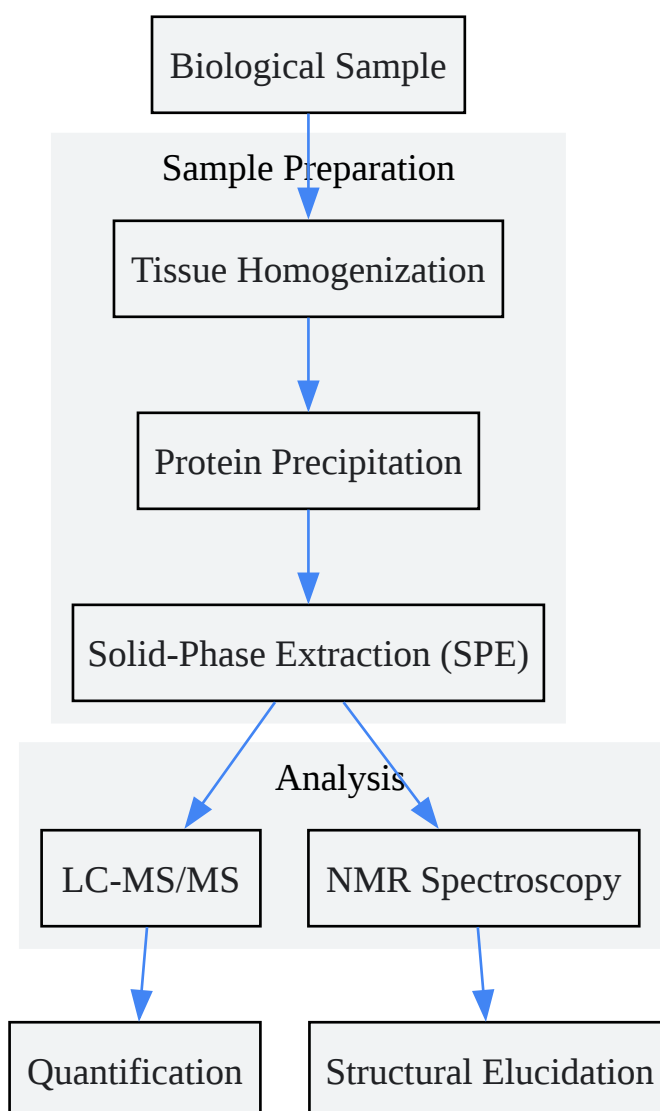 Biological Sample
Sample Preparation
Tissue Homogenization
Protein Precipitation
Solid-Phase Extraction (SPE)
Analysis
LC-MS/MS
NMR Spectroscopy
Quantification
Structural Elucidation